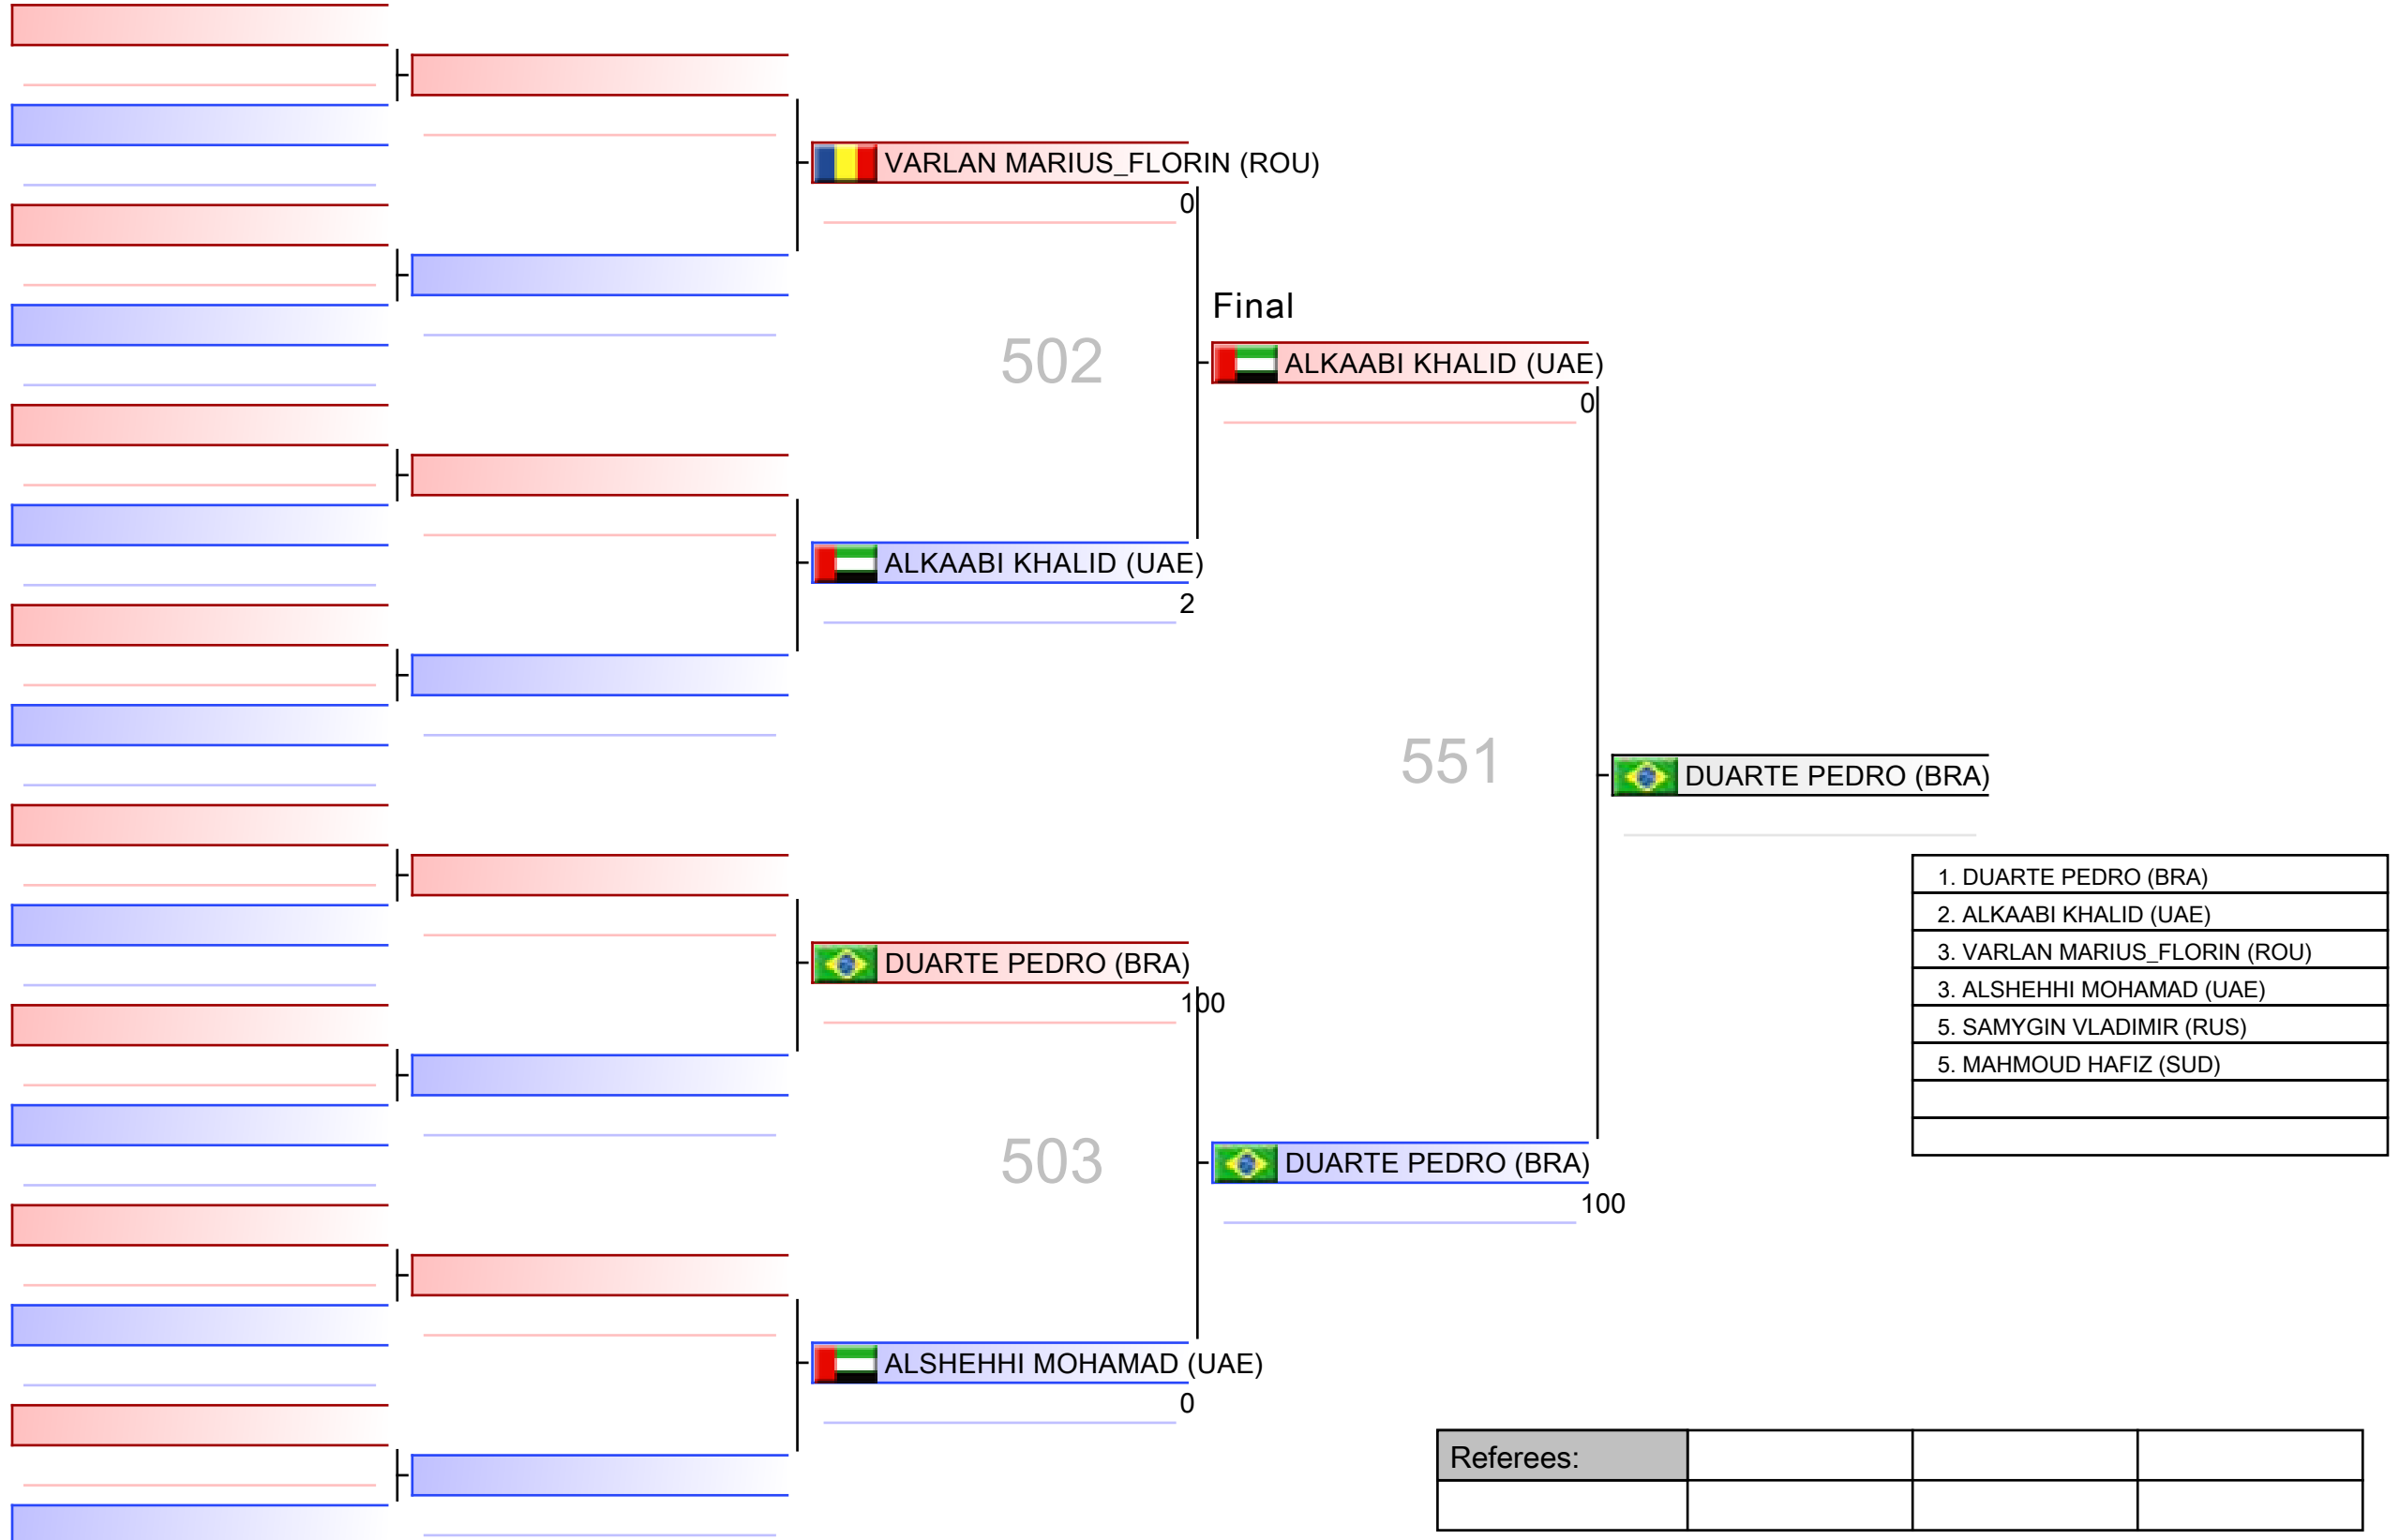 VARLAN MARIUS_FLORIN (ROU)
0
502
Final
ALKAABI KHALID (UAE)
0
ALKAABI KHALID (UAE)
2
551
DUARTE PEDRO (BRA)
1. DUARTE PEDRO (BRA)
2. ALKAABI KHALID (UAE)
3. VARLAN MARIUS_FLORIN (ROU)
3. ALSHEHHI MOHAMAD (UAE)
5. SAMYGIN VLADIMIR (RUS)
5. MAHMOUD HAFIZ (SUD)
DUARTE PEDRO (BRA)
100
503
DUARTE PEDRO (BRA)
100
ALSHEHHI MOHAMAD (UAE)
0
Referees: